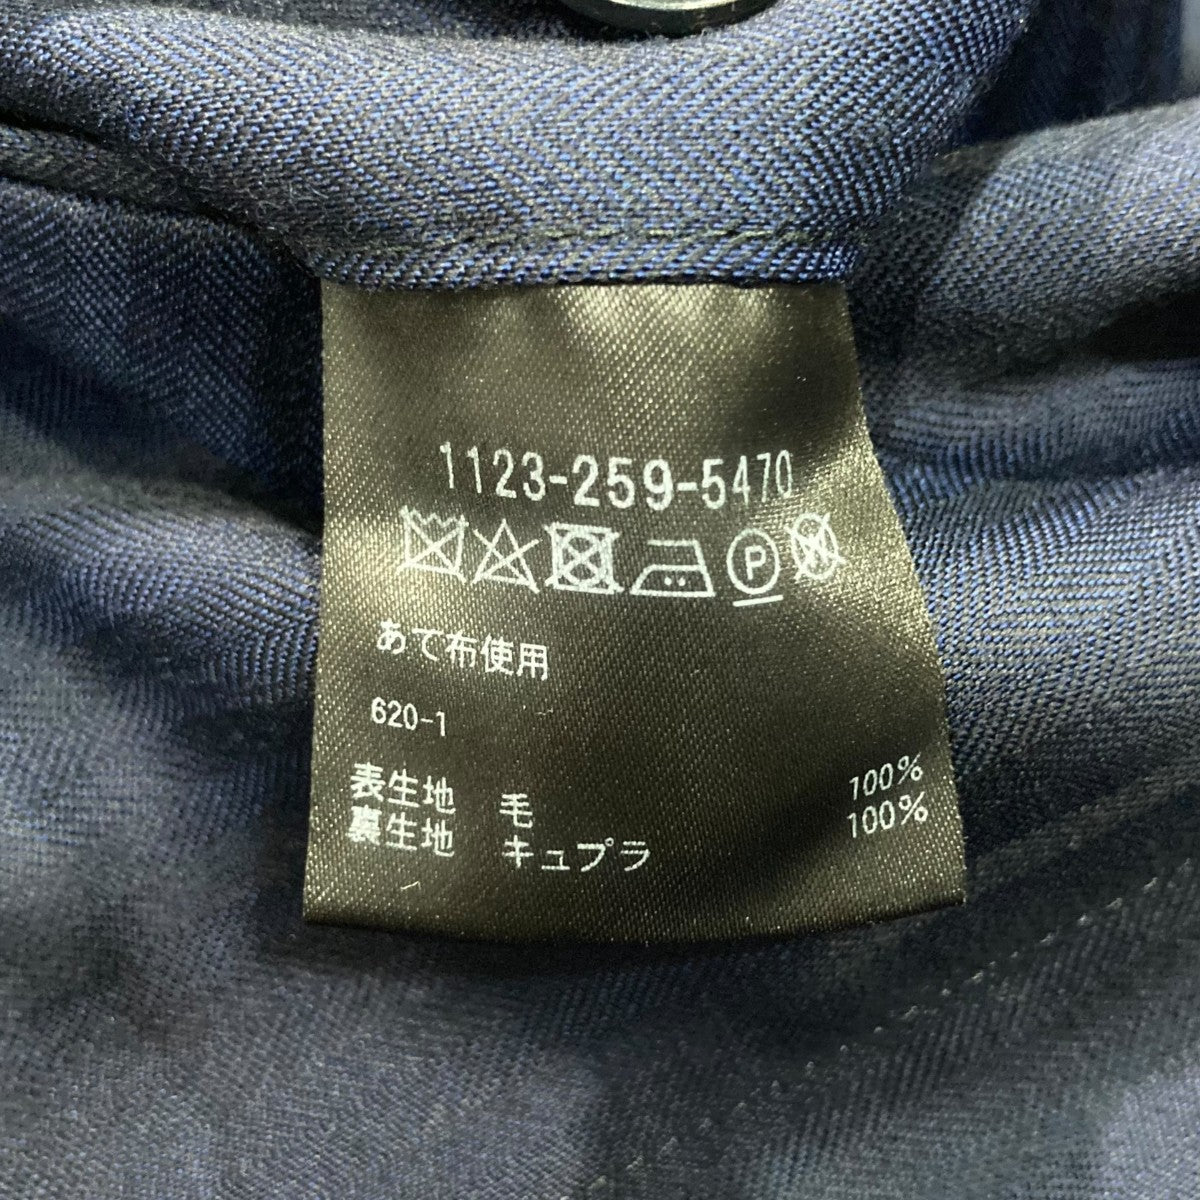 1123-259-5470
P W
あて布使用
620-1
表生地 毛 100%
裏生地 キュプラ 100%